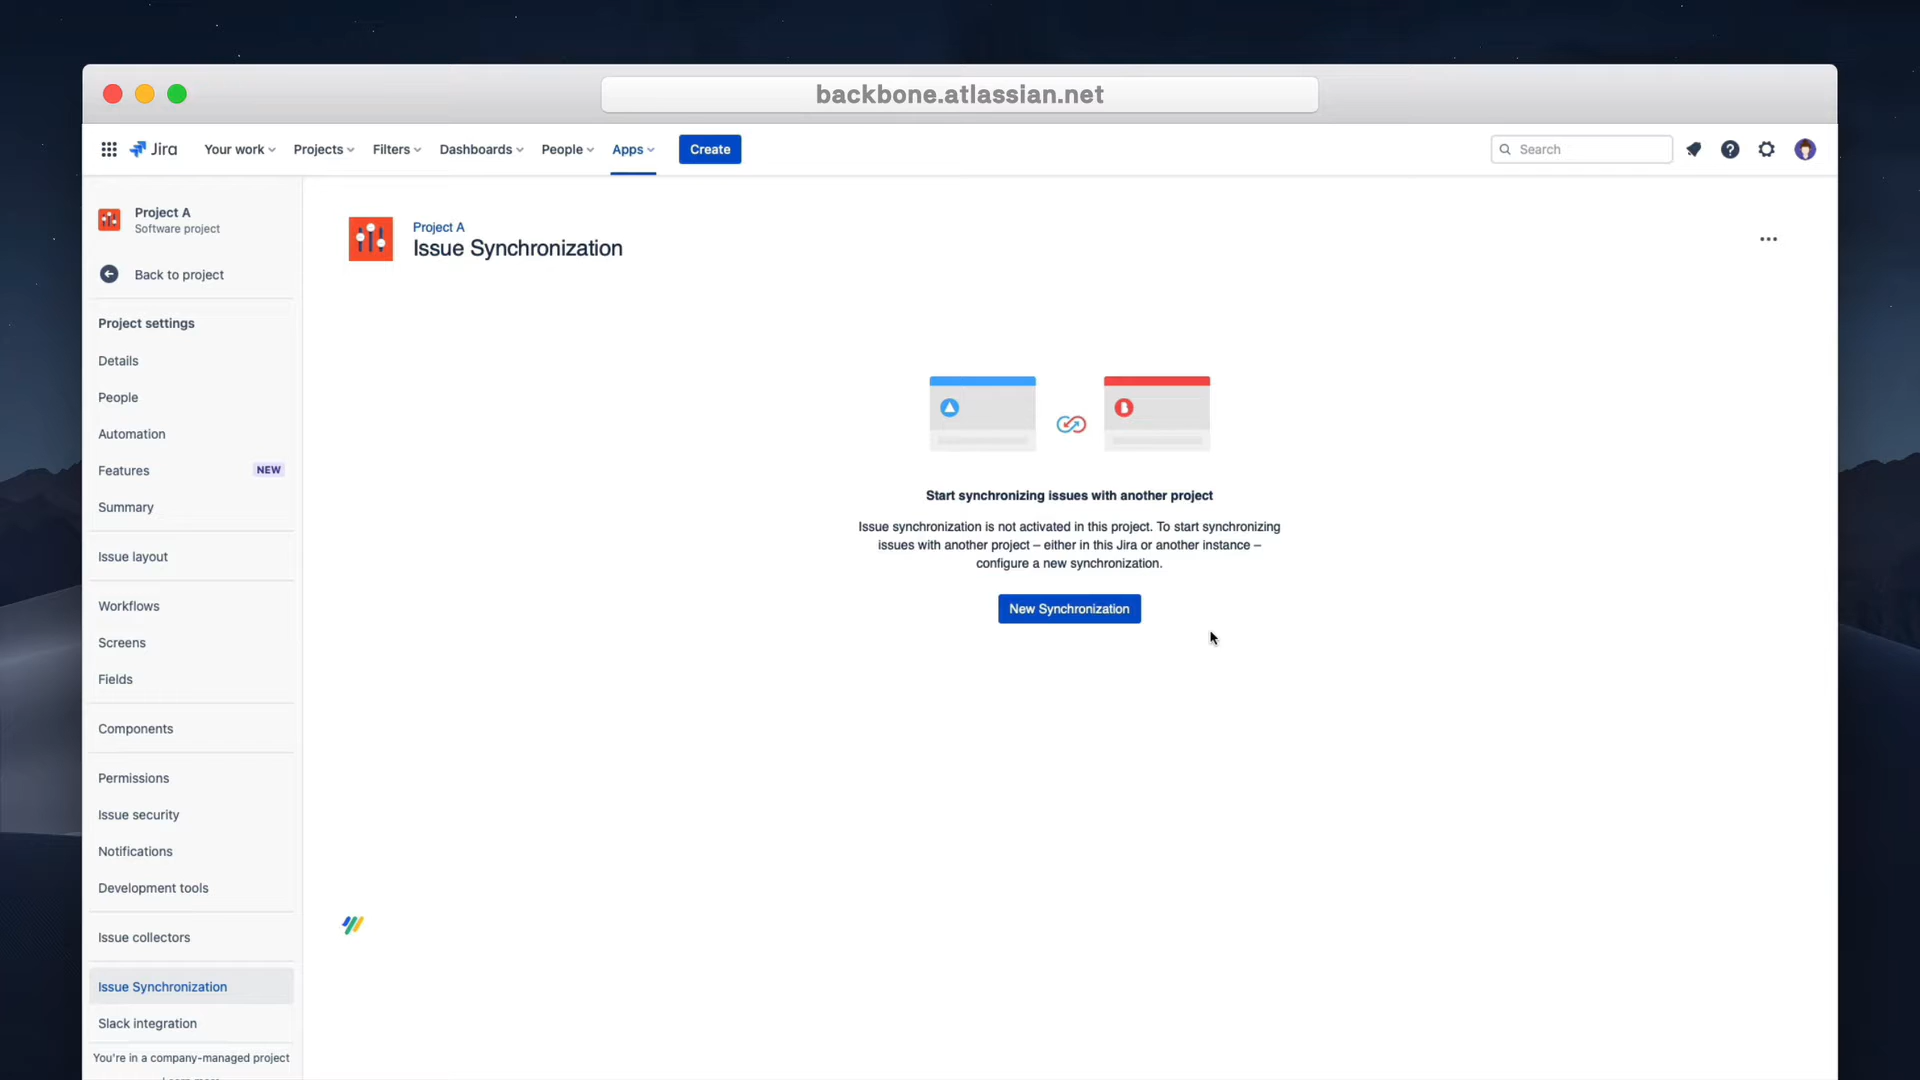 backbone.atlassian.net
Jira
Your work
Projects
Filters
Dashboards
People
Apps
Create
Search
Project A
Software project
Back to project
Project settings
Details
People
Automation
Features
NEW
Summary
Issue layout
Workflows
Screens
Fields
Components
Permissions
Issue security
Notifications
Development tools
Issue collectors
Issue Synchronization
Slack integration
You're in a company-managed project
Project A
Issue Synchronization
Start synchronizing issues with another project
Issue synchronization is not activated in this project. To start synchronizing
issues with another project – either in this Jira or another instance –
configure a new synchronization.
New Synchronization